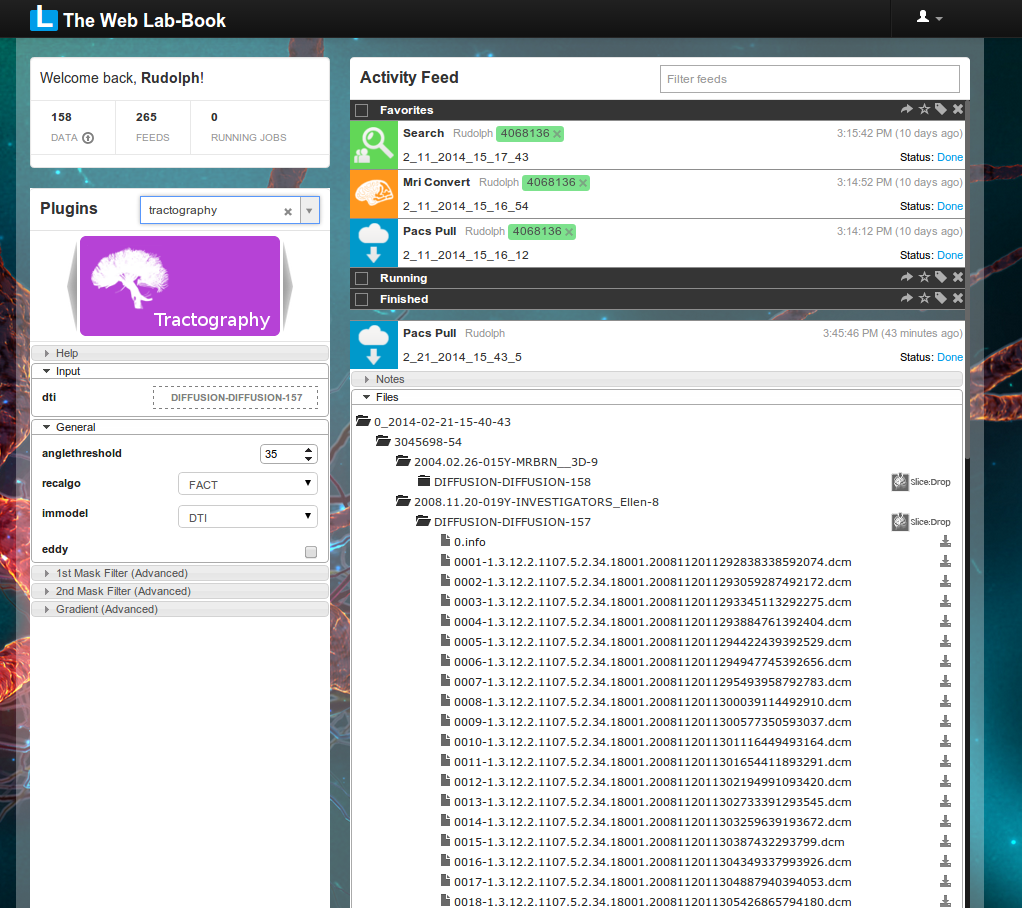 L The Web Lab-Book
Welcome back, Rudolph!
158 265 0
DATA FEEDS RUNNING JOBS
Plugins tractography
Tractography
Help
Input
dti DIFFUSION-DIFFUSION-157
General
anglethreshold 35
recalgo FACT
immodel DTI
eddy
1st Mask Filter (Advanced)
2nd Mask Filter (Advanced)
Gradient (Advanced)
Activity Feed Filter feeds
Favorites
Search Rudolph 4068136 3:15:42 PM (10 days ago)
2_11_2014_15_17_43 Status: Done
Mri Convert Rudolph 4068136 3:14:52 PM (10 days ago)
2_11_2014_15_16_54 Status: Done
Pacs Pull Rudolph 4068136 3:14:12 PM (10 days ago)
2_11_2014_15_16_12 Status: Done
Running
Finished
Pacs Pull Rudolph 3:45:46 PM (43 minutes ago)
2_21_2014_15_43_5 Status: Done
Notes
Files
0_2014-02-21-15-40-43
3045698-54
2004.02.26-015Y-MRBRN__3D-9
DIFFUSION-DIFFUSION-158 Slice:Drop
2008.11.20-019Y-INVESTIGATORS_Ellen-8
DIFFUSION-DIFFUSION-157 Slice:Drop
0.info
0001-1.3.12.2.1107.5.2.34.18001.2008112011292838338592074.dcm
0002-1.3.12.2.1107.5.2.34.18001.2008112011293059287492172.dcm
0003-1.3.12.2.1107.5.2.34.18001.2008112011293345113292275.dcm
0004-1.3.12.2.1107.5.2.34.18001.2008112011293884761392404.dcm
0005-1.3.12.2.1107.5.2.34.18001.2008112011294422439392529.dcm
0006-1.3.12.2.1107.5.2.34.18001.2008112011294947745392656.dcm
0007-1.3.12.2.1107.5.2.34.18001.2008112011295493958792783.dcm
0008-1.3.12.2.1107.5.2.34.18001.2008112011300039114492910.dcm
0009-1.3.12.2.1107.5.2.34.18001.2008112011300577350593037.dcm
0010-1.3.12.2.1107.5.2.34.18001.2008112011301116449493164.dcm
0011-1.3.12.2.1107.5.2.34.18001.2008112011301654411893291.dcm
0012-1.3.12.2.1107.5.2.34.18001.2008112011302194991093420.dcm
0013-1.3.12.2.1107.5.2.34.18001.2008112011302733391293545.dcm
0014-1.3.12.2.1107.5.2.34.18001.2008112011303259639193672.dcm
0015-1.3.12.2.1107.5.2.34.18001.200811201130387432293799.dcm
0016-1.3.12.2.1107.5.2.34.18001.2008112011304349337993926.dcm
0017-1.3.12.2.1107.5.2.34.18001.2008112011304887940394053.dcm
0018-1.3.12.2.1107.5.2.34.18001.2008112011305426865794180.dcm